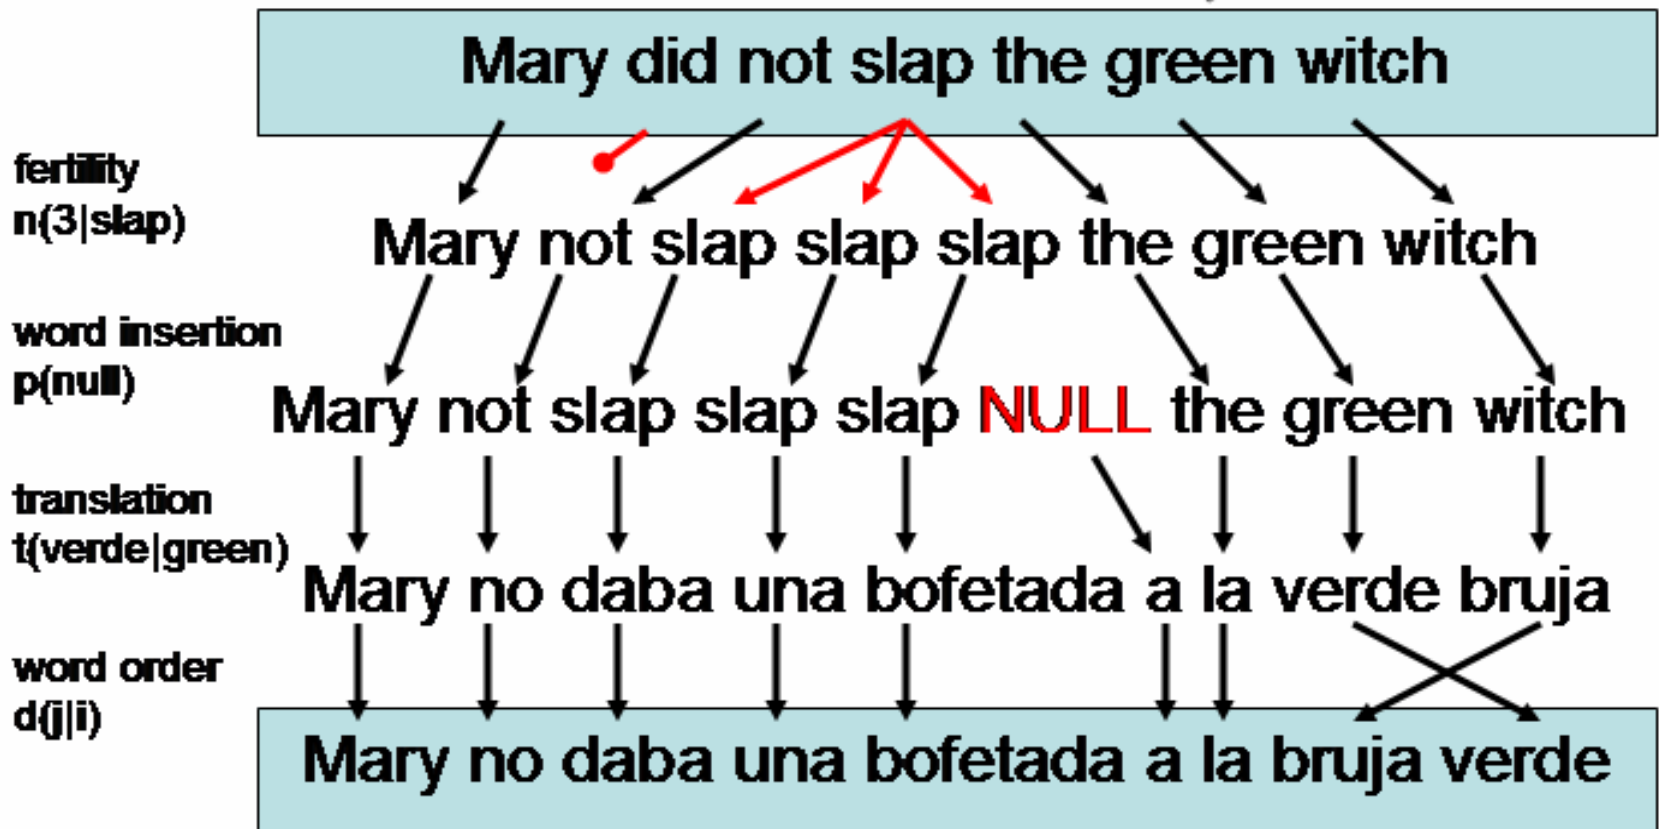 Mary did not slap the green witch
fertility
n(3|slap)
Mary not slap slap slap the green witch
word insertion
p(null)
Mary not slap slap slap NULL the green witch
translation
t(verde|green)
Mary no daba una bofetada a la verde bruja
word order
d(j|i)
Mary no daba una bofetada a la bruja verde